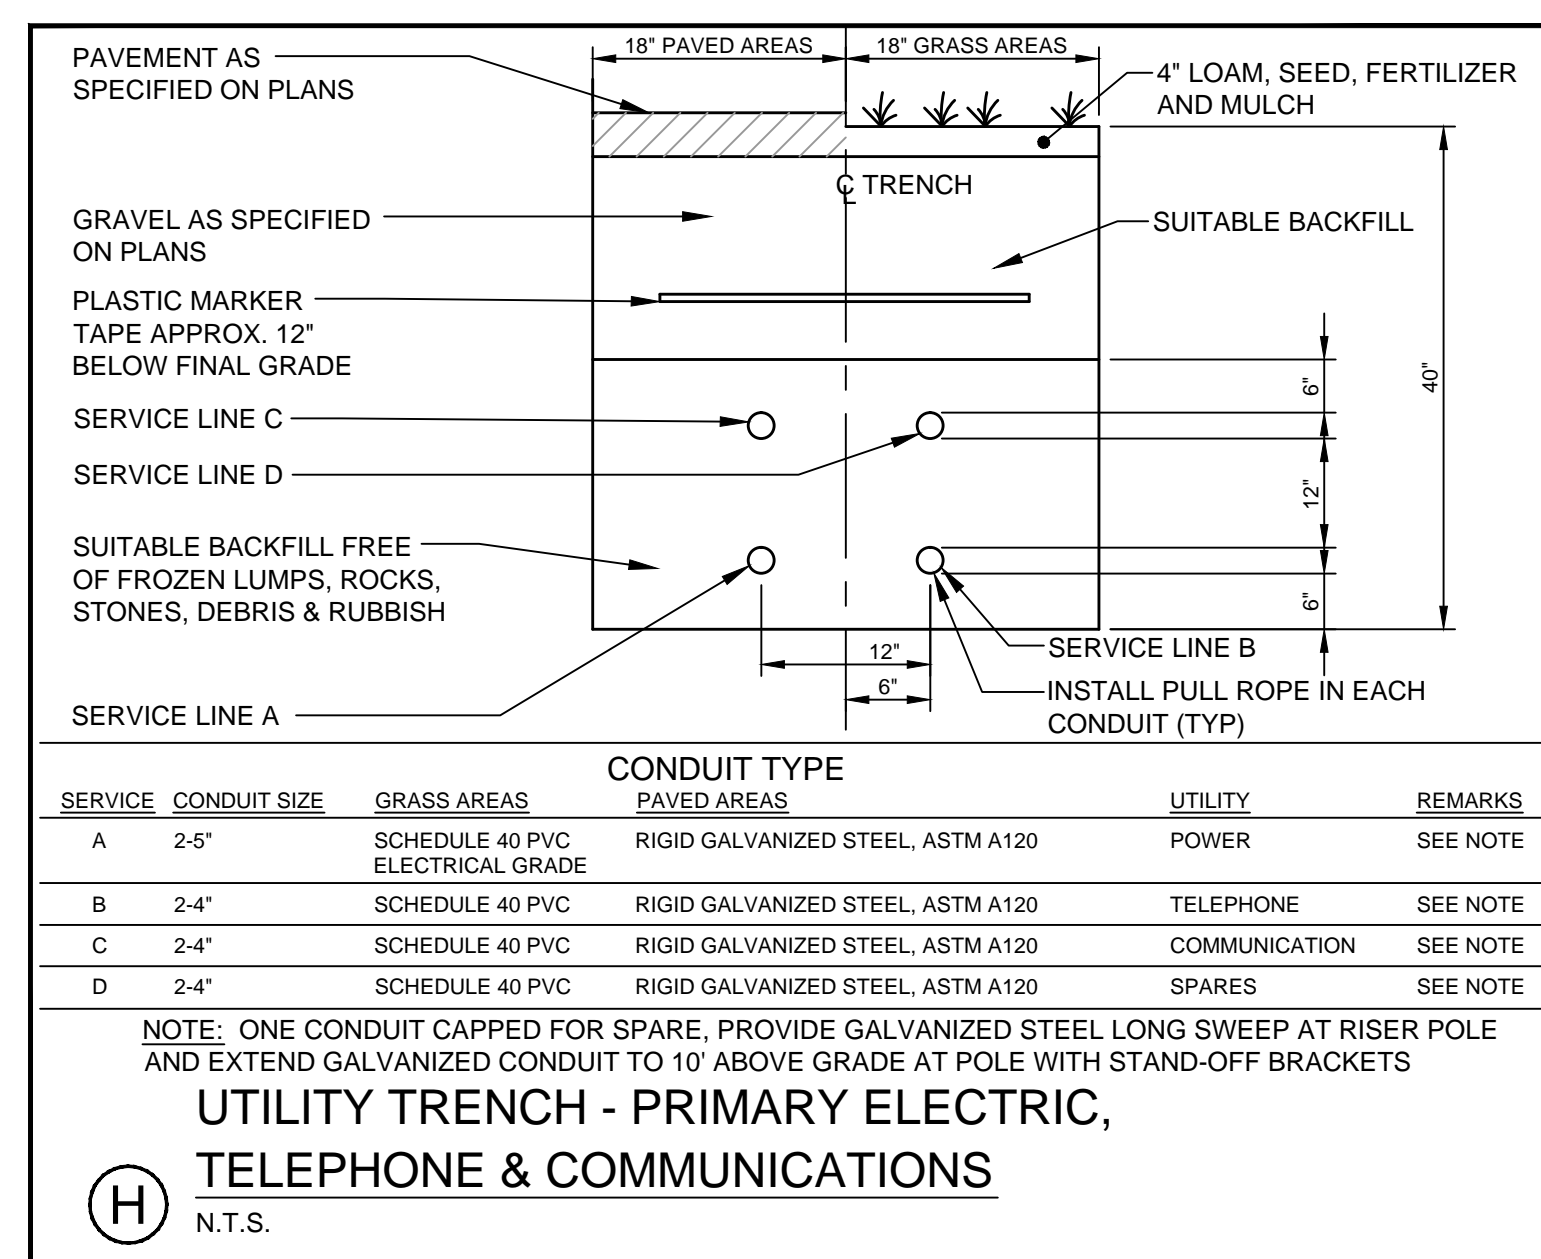 18" PAVED AREAS
18" GRASS AREAS
PAVEMENT AS
SPECIFIED ON PLANS
4" LOAM, SEED, FERTILIZER
AND MULCH
℄ TRENCH
GRAVEL AS SPECIFIED
ON PLANS
SUITABLE BACKFILL
PLASTIC MARKER
TAPE APPROX. 12"
BELOW FINAL GRADE
6"
40"
SERVICE LINE C
SERVICE LINE D
12"
SUITABLE BACKFILL FREE
OF FROZEN LUMPS, ROCKS,
STONES, DEBRIS & RUBBISH
6"
12"
SERVICE LINE B
6"
INSTALL PULL ROPE IN EACH
CONDUIT (TYP)
SERVICE LINE A
CONDUIT TYPE
SERVICE CONDUIT SIZE GRASS AREAS PAVED AREAS UTILITY REMARKS
A 2-5" SCHEDULE 40 PVC RIGID GALVANIZED STEEL, ASTM A120 POWER SEE NOTE
ELECTRICAL GRADE
B 2-4" SCHEDULE 40 PVC RIGID GALVANIZED STEEL, ASTM A120 TELEPHONE SEE NOTE
C 2-4" SCHEDULE 40 PVC RIGID GALVANIZED STEEL, ASTM A120 COMMUNICATION SEE NOTE
D 2-4" SCHEDULE 40 PVC RIGID GALVANIZED STEEL, ASTM A120 SPARES SEE NOTE
NOTE: ONE CONDUIT CAPPED FOR SPARE, PROVIDE GALVANIZED STEEL LONG SWEEP AT RISER POLE
AND EXTEND GALVANIZED CONDUIT TO 10' ABOVE GRADE AT POLE WITH STAND-OFF BRACKETS
UTILITY TRENCH - PRIMARY ELECTRIC,
TELEPHONE & COMMUNICATIONS
H
N.T.S.